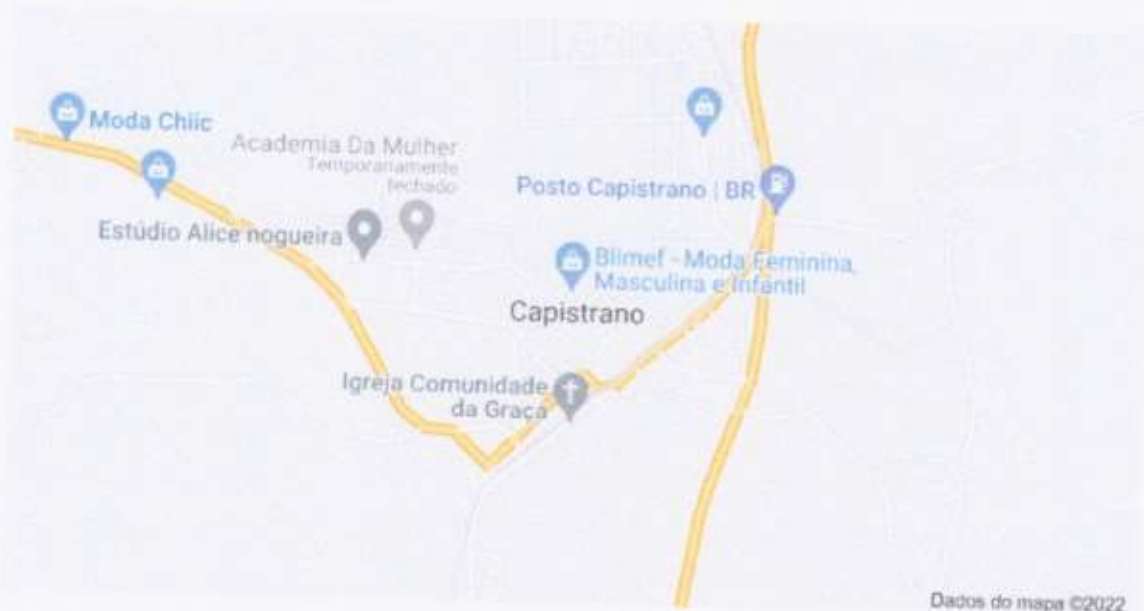 Moda Chiic
Academia Da Mulher
Temporariamente
fechado
Posto Capistrano | BR
Estúdio Alice nogueira
Blimef - Moda Feminina,
Masculina e Infantil
Capistrano
Igreja Comunidade
da Graça
Dados do mapa ©2022